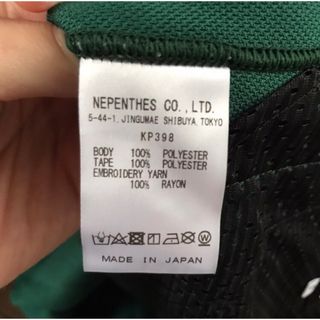 NEPENTHES CO., LTD.
5-44-1, JINGUMAE SHIBUYA, TOKYO
KP398
BODY 100% POLYESTER
TAPE 100% POLYESTER
EMBROIDERY YARN
100% RAYON
MADE IN JAPAN